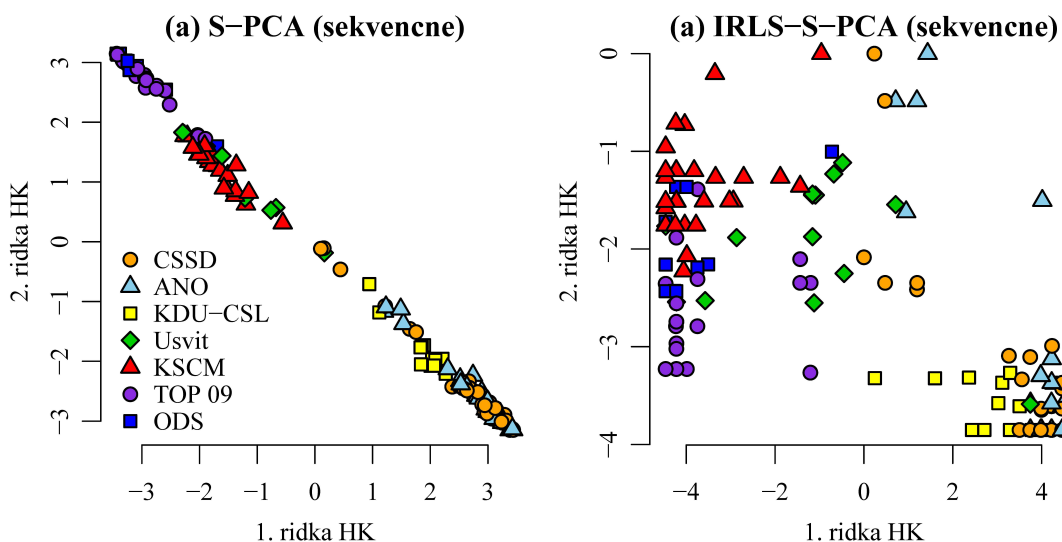 (a) S−PCA (sekvencne)
2. ridka HK
3
2
1
0
−1
−2
−3
CSSD
ANO
KDU−CSL
Usvit
KSCM
TOP 09
ODS
−3
−2
−1
0
1
2
3
1. ridka HK
(a) IRLS−S−PCA (sekvencne)
2. ridka HK
0
−1
−2
−3
−4
−4
−2
0
2
4
1. ridka HK